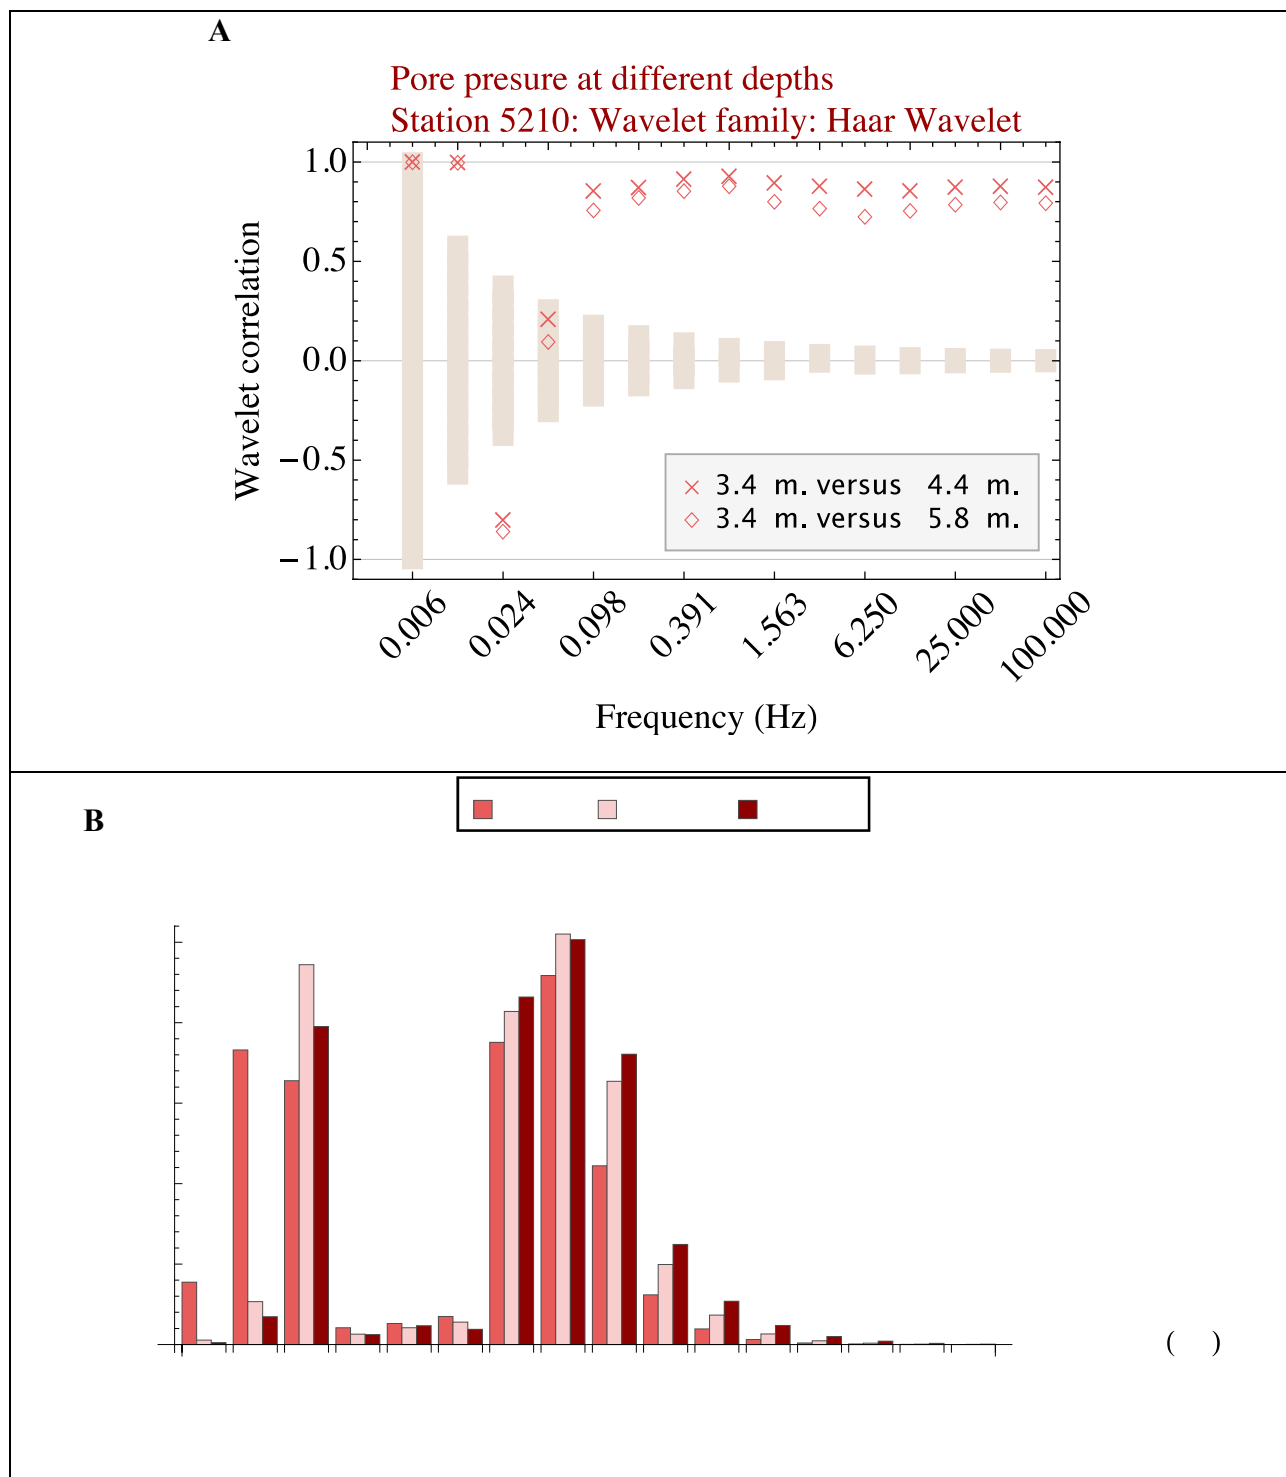 A
Pore presure at different depths
Station 5210: Wavelet family: Haar Wavelet
Wavelet correlation
1.0
0.5
0.0
−0.5
−1.0
× 3.4 m. versus 4.4 m.
◇ 3.4 m. versus 5.8 m.
0.006 0.024 0.098 0.391 1.563 6.250 25.000 100.000
Frequency (Hz)
B
( )